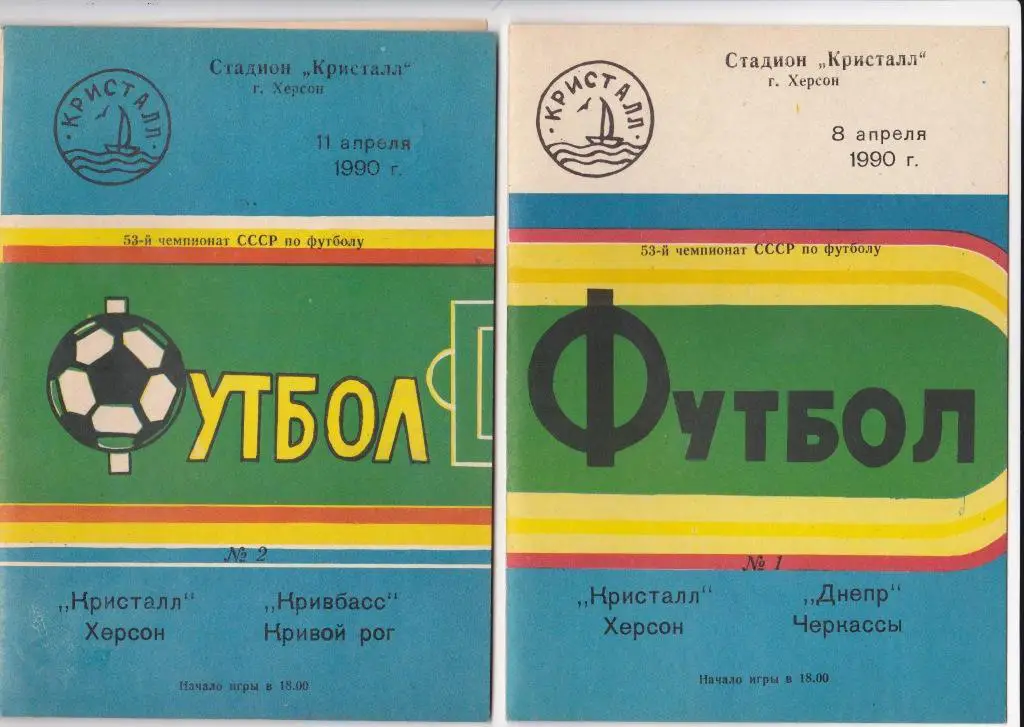 Стадион „Кристалл"
г. Херсон
· КРИСТАЛЛ ·
11 апреля
1990 г.
53-й чемпионат СССР по футболу
ФУТБОЛ
№ 2
„Кристалл" „Кривбасс"
Херсон Кривой рог
Начало игры в 18.00
Стадион „Кристалл"
г. Херсон
· КРИСТАЛЛ ·
8 апреля
1990 г.
53-й чемпионат СССР по футболу
ФУТБОЛ
№ 1
„Кристалл" „Днепр"
Херсон Черкассы
Начало игры в 18.00